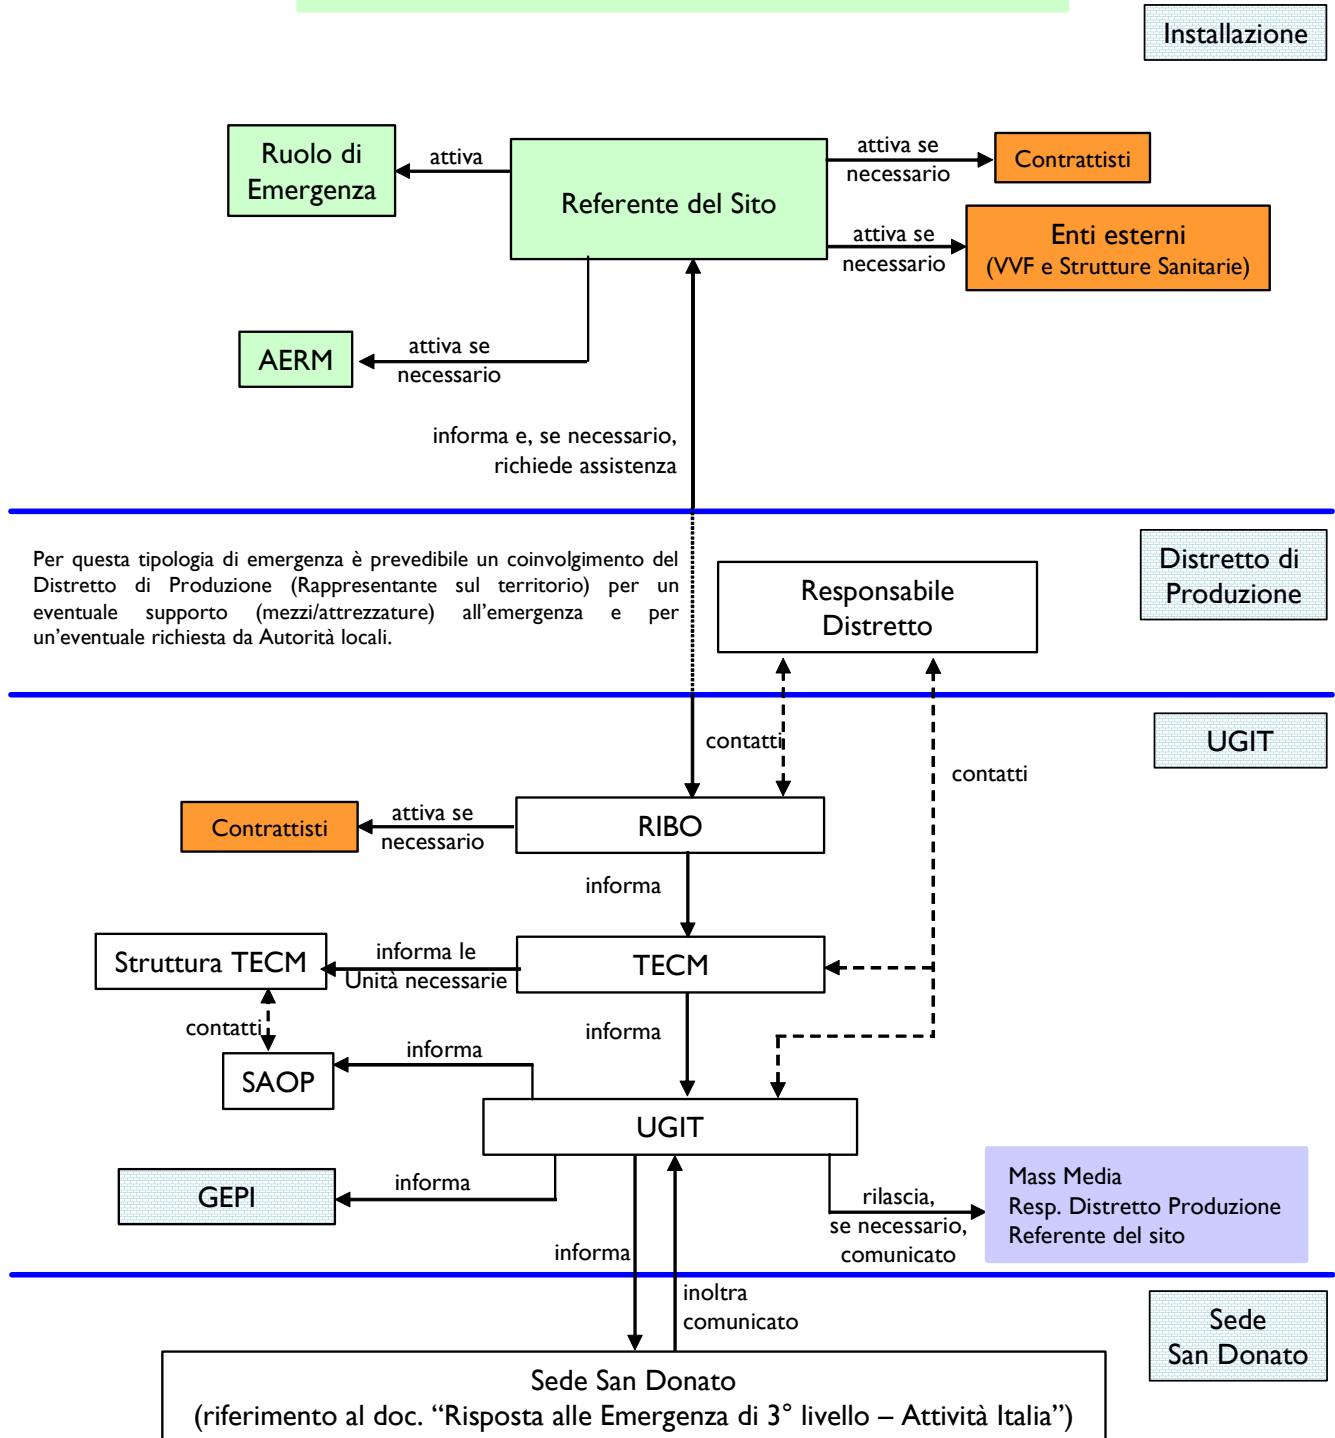 Installazione
Ruolo di
Emergenza
attiva
Referente del Sito
attiva se
necessario
Contrattisti
attiva se
necessario
Enti esterni
(VVF e Strutture Sanitarie)
AERM
attiva se
necessario
informa e, se necessario,
richiede assistenza
Per questa tipologia di emergenza è prevedibile un coinvolgimento del
Distretto di Produzione (Rappresentante sul territorio) per un
eventuale supporto (mezzi/attrezzature) all'emergenza e per
un'eventuale richiesta da Autorità locali.
Responsabile
Distretto
Distretto di
Produzione
UGIT
contatti
contatti
Contrattisti
attiva se
necessario
RIBO
informa
Struttura TECM
informa le
Unità necessarie
TECM
contatti
informa
informa
SAOP
UGIT
GEPI
informa
rilascia,
se necessario,
comunicato
Mass Media
Resp. Distretto Produzione
Referente del sito
informa
inoltra
comunicato
Sede
San Donato
Sede San Donato
(riferimento al doc. “Risposta alle Emergenza di 3° livello – Attività Italia”)